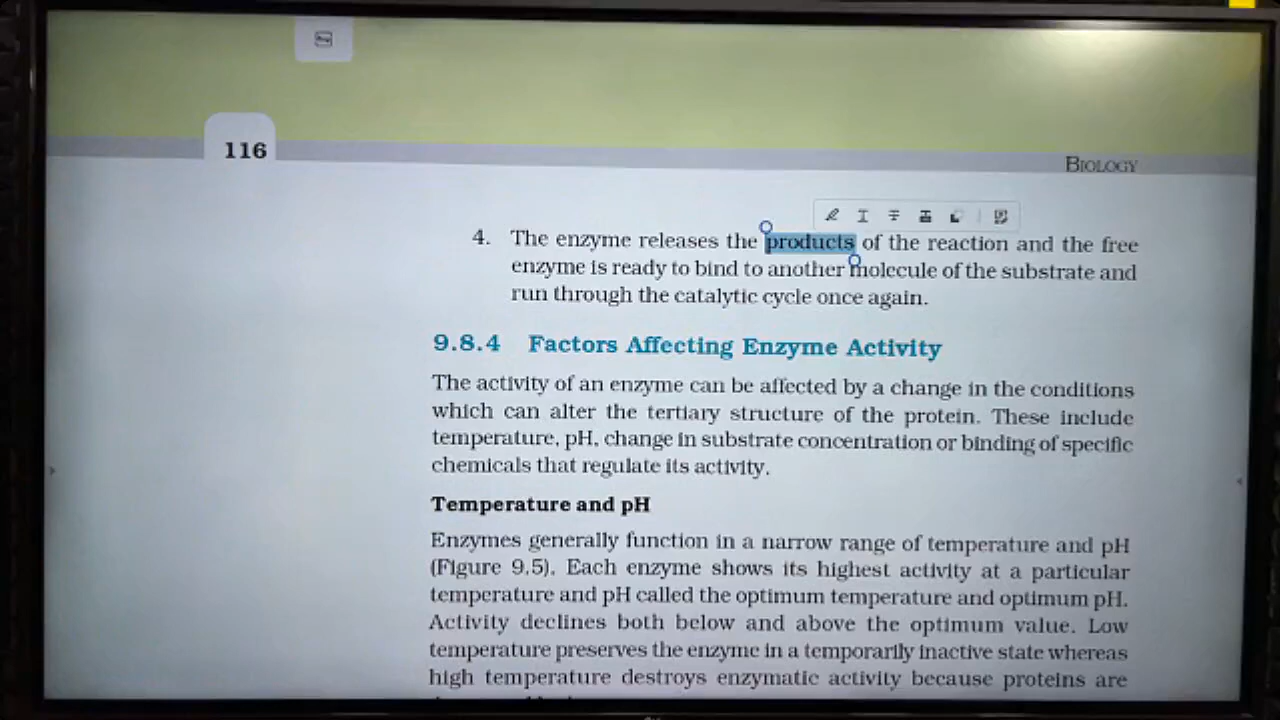 116
BIOLOGY
4. The enzyme releases the products of the reaction and the free
enzyme is ready to bind to another molecule of the substrate and
run through the catalytic cycle once again.
9.8.4 Factors Affecting Enzyme Activity
The activity of an enzyme can be affected by a change in the conditions
which can alter the tertiary structure of the protein. These include
temperature, pH, change in substrate concentration or binding of specific
chemicals that regulate its activity.
Temperature and pH
Enzymes generally function in a narrow range of temperature and pH
(Figure 9.5). Each enzyme shows its highest activity at a particular
temperature and pH called the optimum temperature and optimum pH.
Activity declines both below and above the optimum value. Low
temperature preserves the enzyme in a temporarily inactive state whereas
high temperature destroys enzymatic activity because proteins are